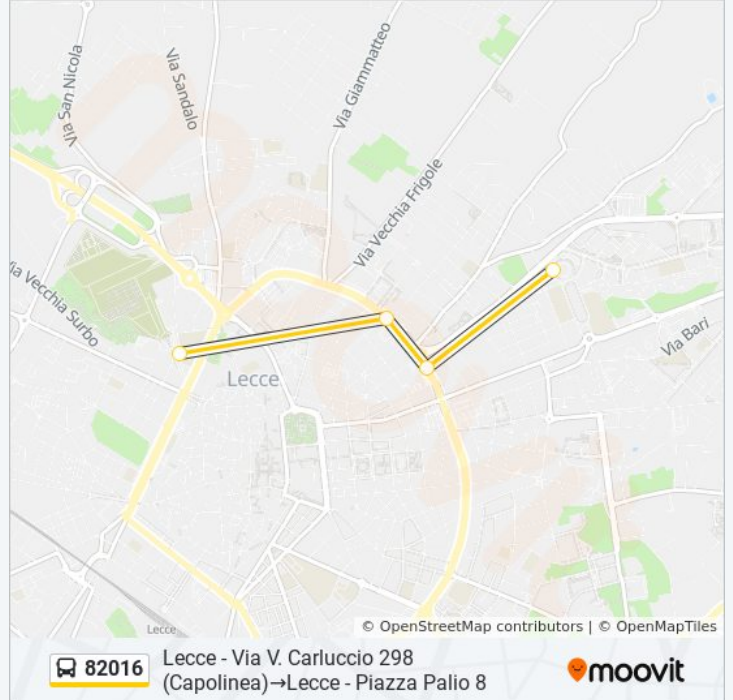 Via San Nicola
Via Sandalo
Via Giammatteo
Via Vecchia Frigole
ia Vecchia Surbo
Via Bari
Lecce
Lecce
© OpenStreetMap contributors | © OpenMapTiles
82016
Lecce - Via V. Carluccio 298
(Capolinea)→Lecce - Piazza Palio 8
moovit